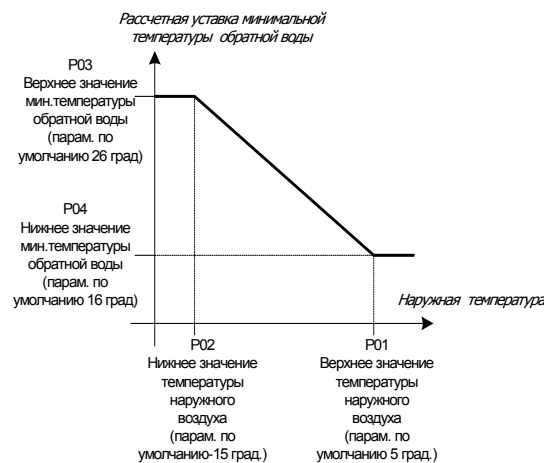 Рассчетная уставка минимальной
температуры обратной воды
P03
Верхнее значение
мин.температуры
обратной воды
(парам. по
умолчанию 26 град)
P04
Нижнее значение
мин.температуры
обратной воды
(парам. по
умолчанию 16 град)
Наружная температура
P02
Нижнее значение
температуры
наружного
воздуха
(парам. по
умолчанию-15 град.)
P01
Верхнее значение
температуры
наружного
воздуха
(парам. по
умолчанию 5 град.)